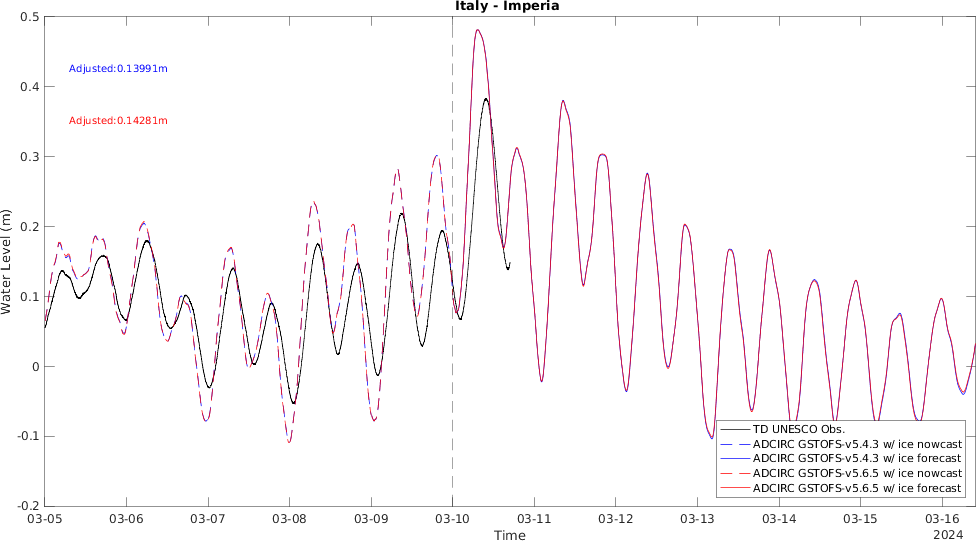 Italy - Imperia
0.5
0.4
0.3
0.2
0.1
0
-0.1
-0.2
Water Level (m)
Adjusted:0.13991m
Adjusted:0.14281m
TD UNESCO Obs.
ADCIRC GSTOFS-v5.4.3 w/ ice nowcast
ADCIRC GSTOFS-v5.4.3 w/ ice forecast
ADCIRC GSTOFS-v5.6.5 w/ ice nowcast
ADCIRC GSTOFS-v5.6.5 w/ ice forecast
03-05 03-06 03-07 03-08 03-09 03-10 03-11 03-12 03-13 03-14 03-15 03-16
Time
2024